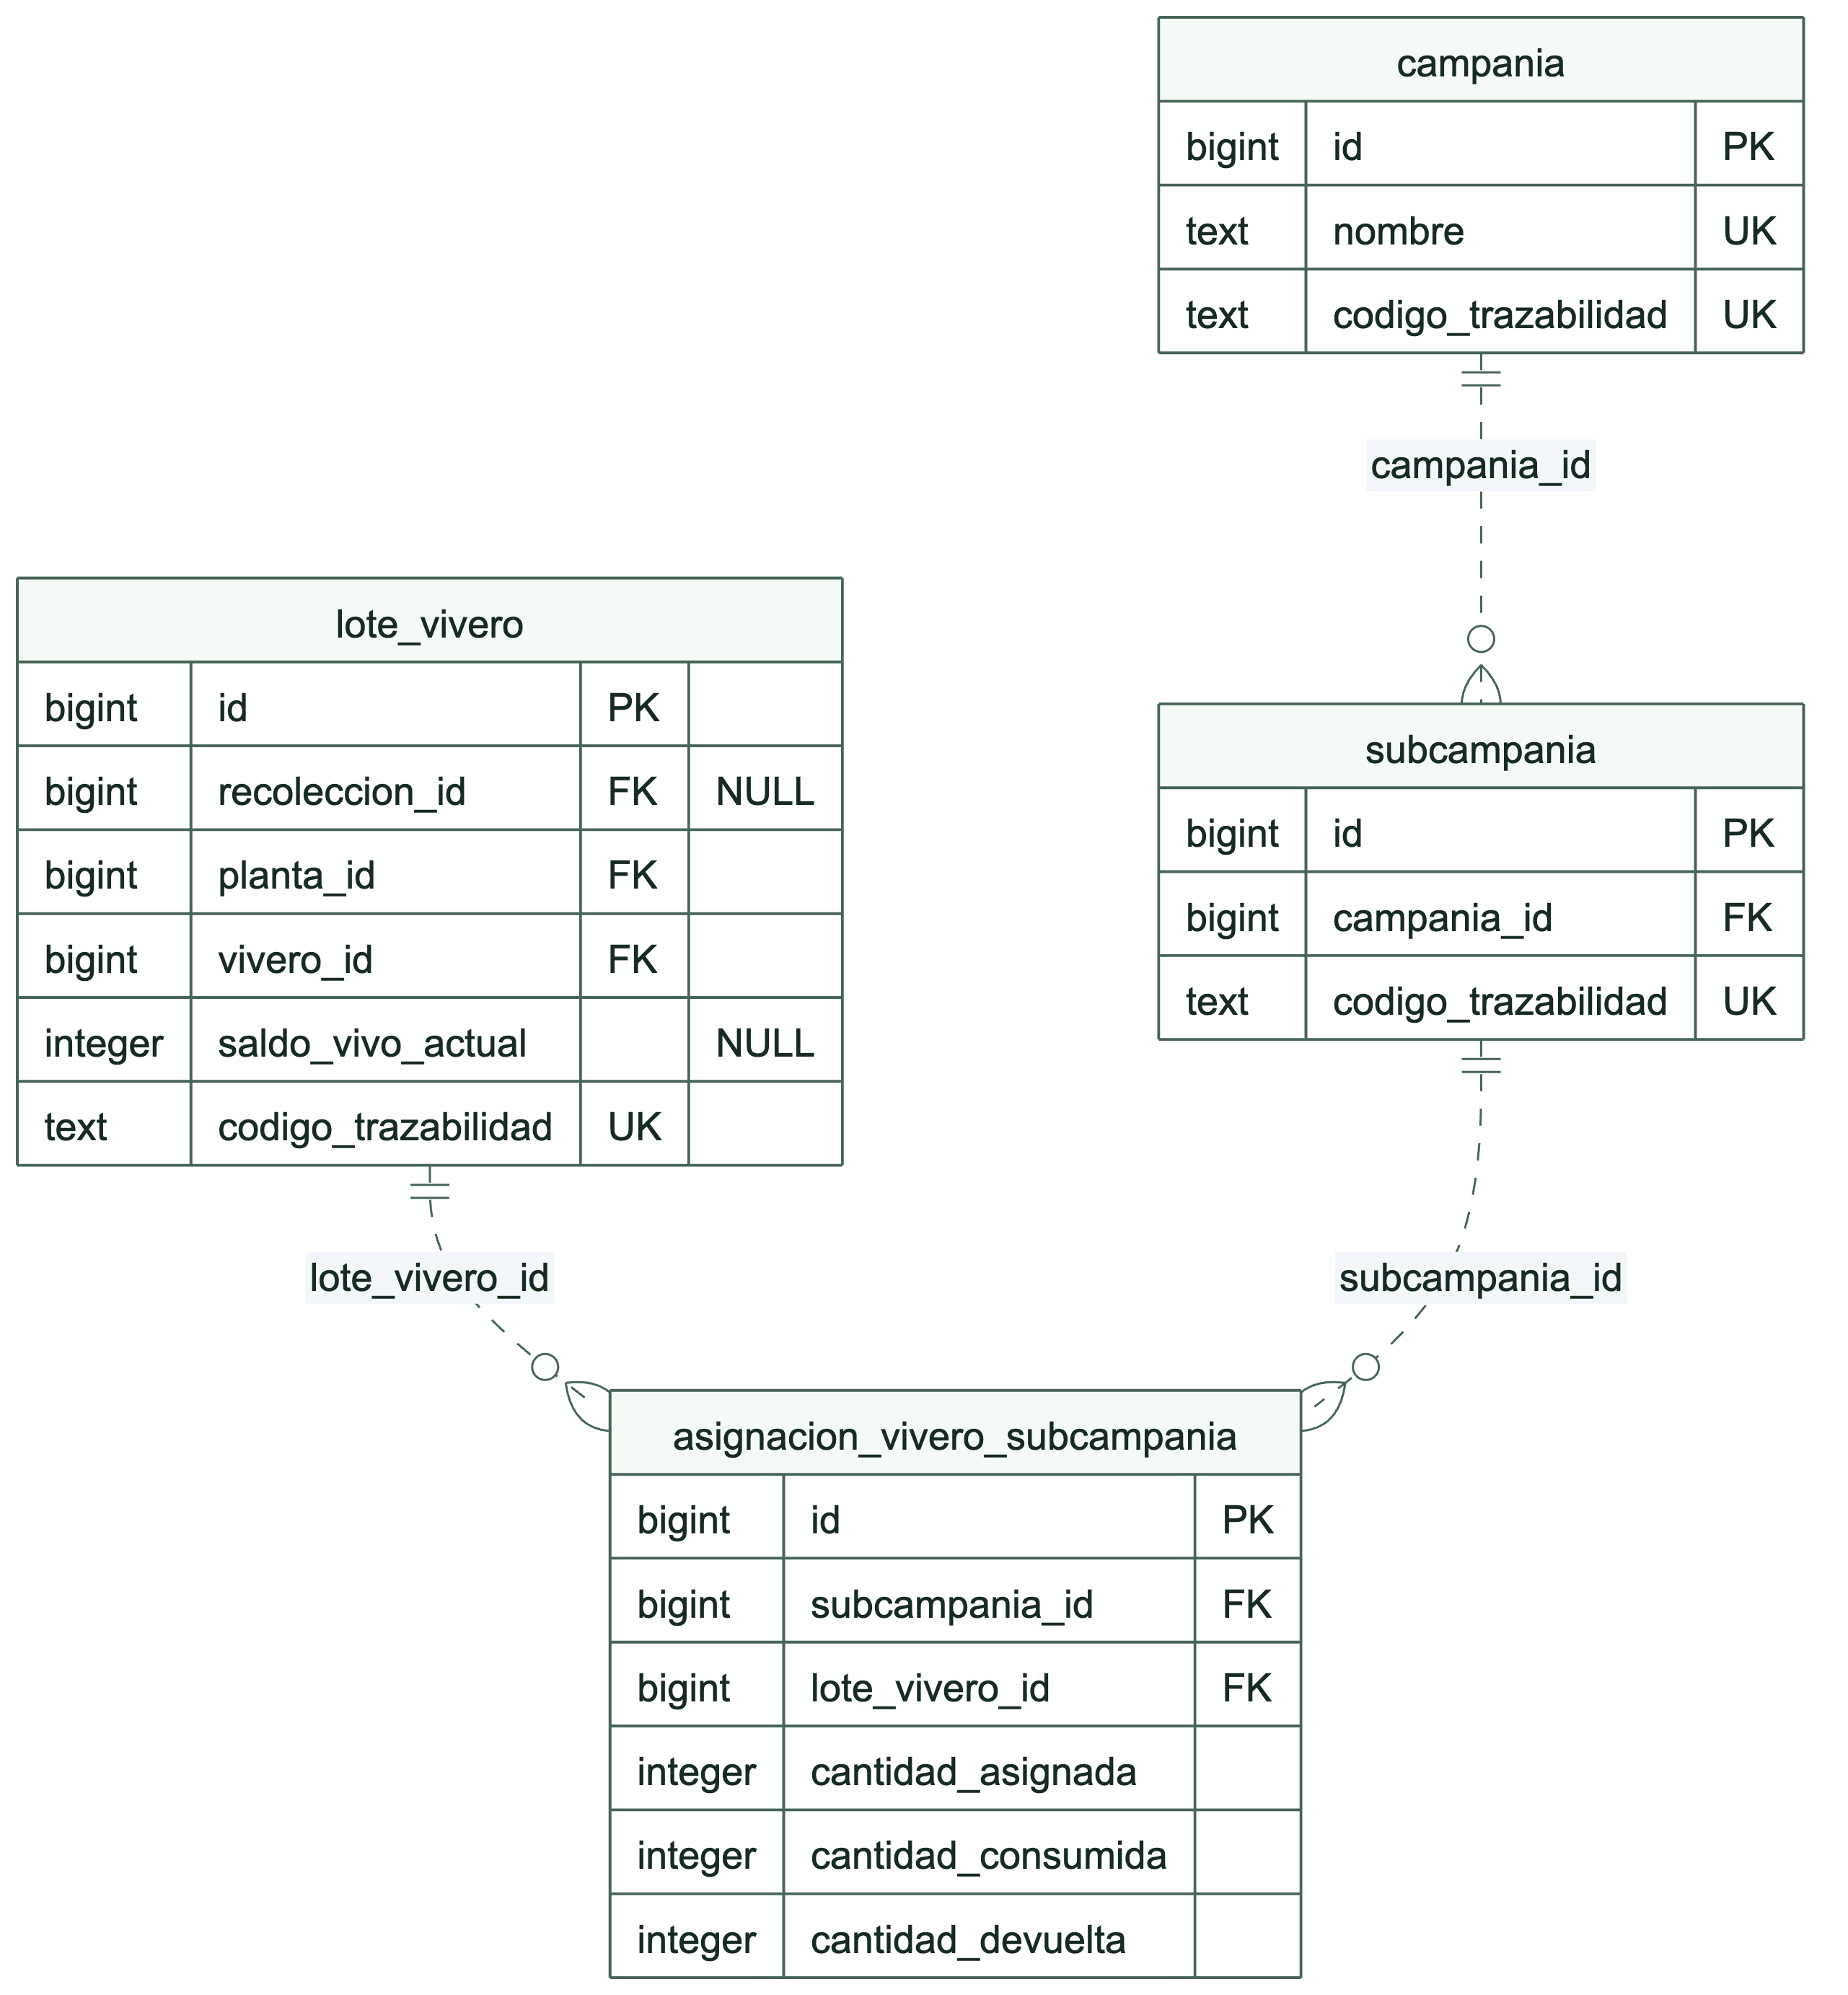 campania
bigint id PK
text nombre UK
text codigo_trazabilidad UK
campania_id
lote_vivero
bigint id PK
bigint recoleccion_id FK NULL
bigint planta_id FK
bigint vivero_id FK
integer saldo_vivo_actual NULL
text codigo_trazabilidad UK
subcampania
bigint id PK
bigint campania_id FK
text codigo_trazabilidad UK
lote_vivero_id
subcampania_id
asignacion_vivero_subcampania
bigint id PK
bigint subcampania_id FK
bigint lote_vivero_id FK
integer cantidad_asignada
integer cantidad_consumida
integer cantidad_devuelta